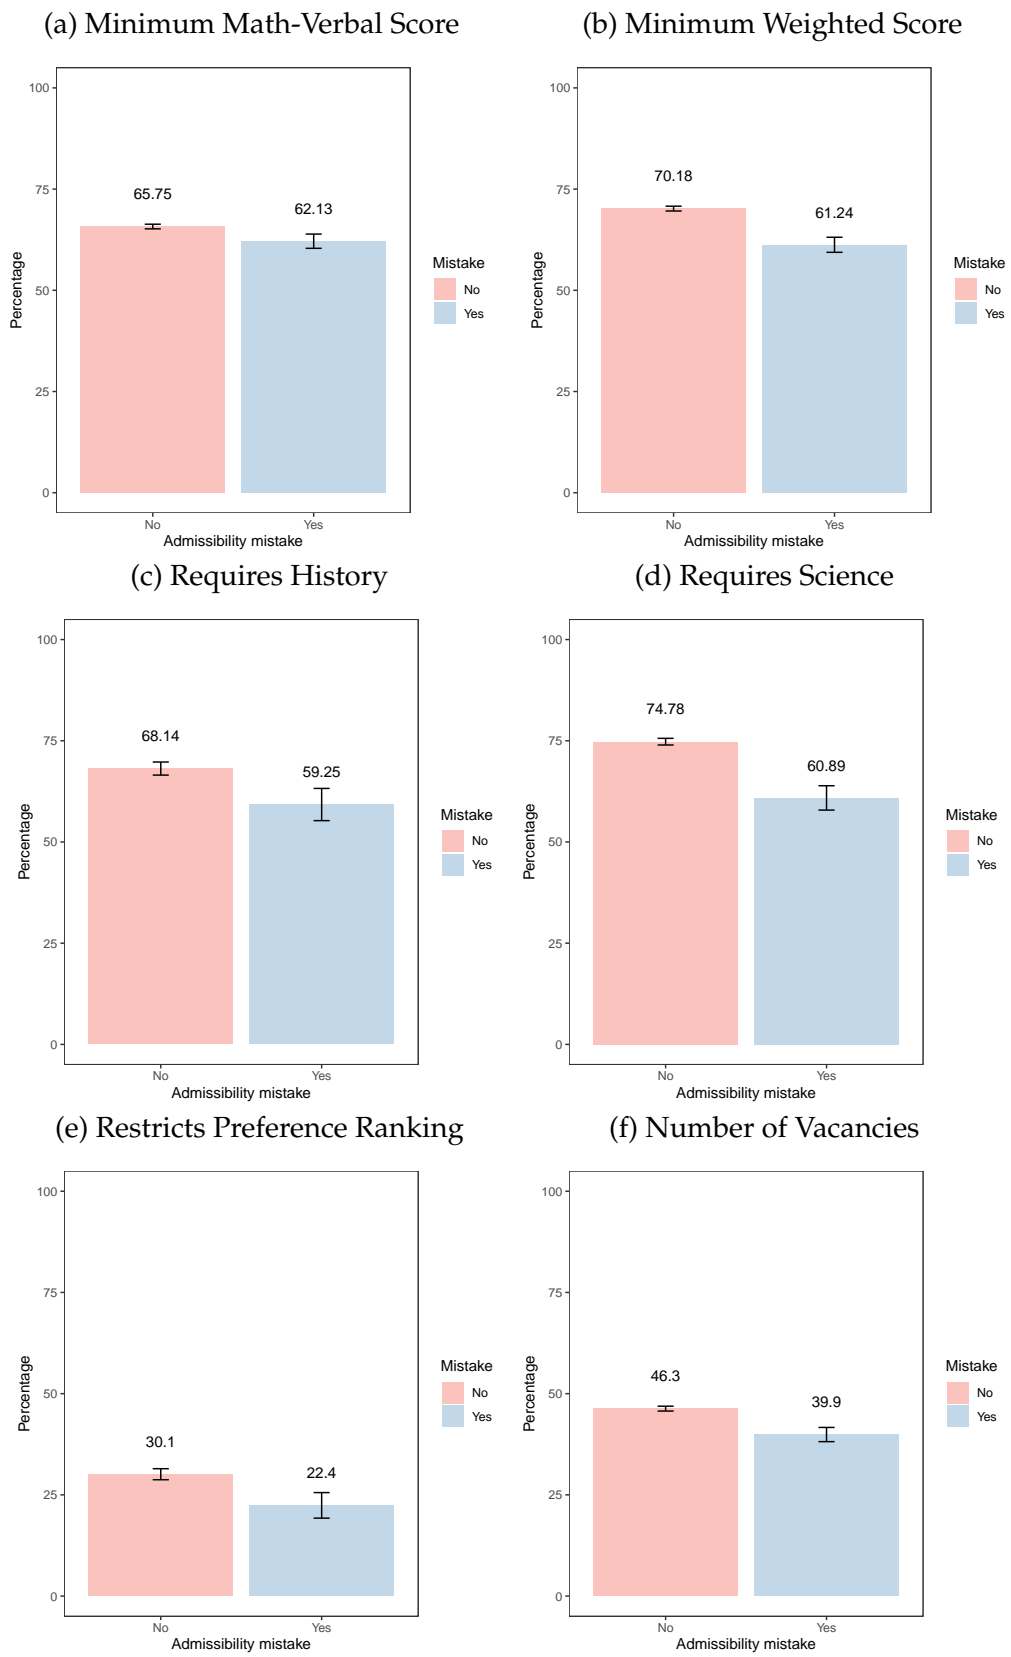 (a) Minimum Math-Verbal Score
100
75
50
25
0
Percentage
65.75
62.13
No
Yes
Admissibility mistake
Mistake
No
Yes
(b) Minimum Weighted Score
100
75
50
25
0
Percentage
70.18
61.24
No
Yes
Admissibility mistake
Mistake
No
Yes
(c) Requires History
100
75
50
25
0
Percentage
68.14
59.25
No
Yes
Admissibility mistake
Mistake
No
Yes
(d) Requires Science
100
75
50
25
0
Percentage
74.78
60.89
No
Yes
Admissibility mistake
Mistake
No
Yes
(e) Restricts Preference Ranking
100
75
50
25
0
Percentage
30.1
22.4
No
Yes
Admissibility mistake
Mistake
No
Yes
(f) Number of Vacancies
100
75
50
25
0
Percentage
46.3
39.9
No
Yes
Admissibility mistake
Mistake
No
Yes